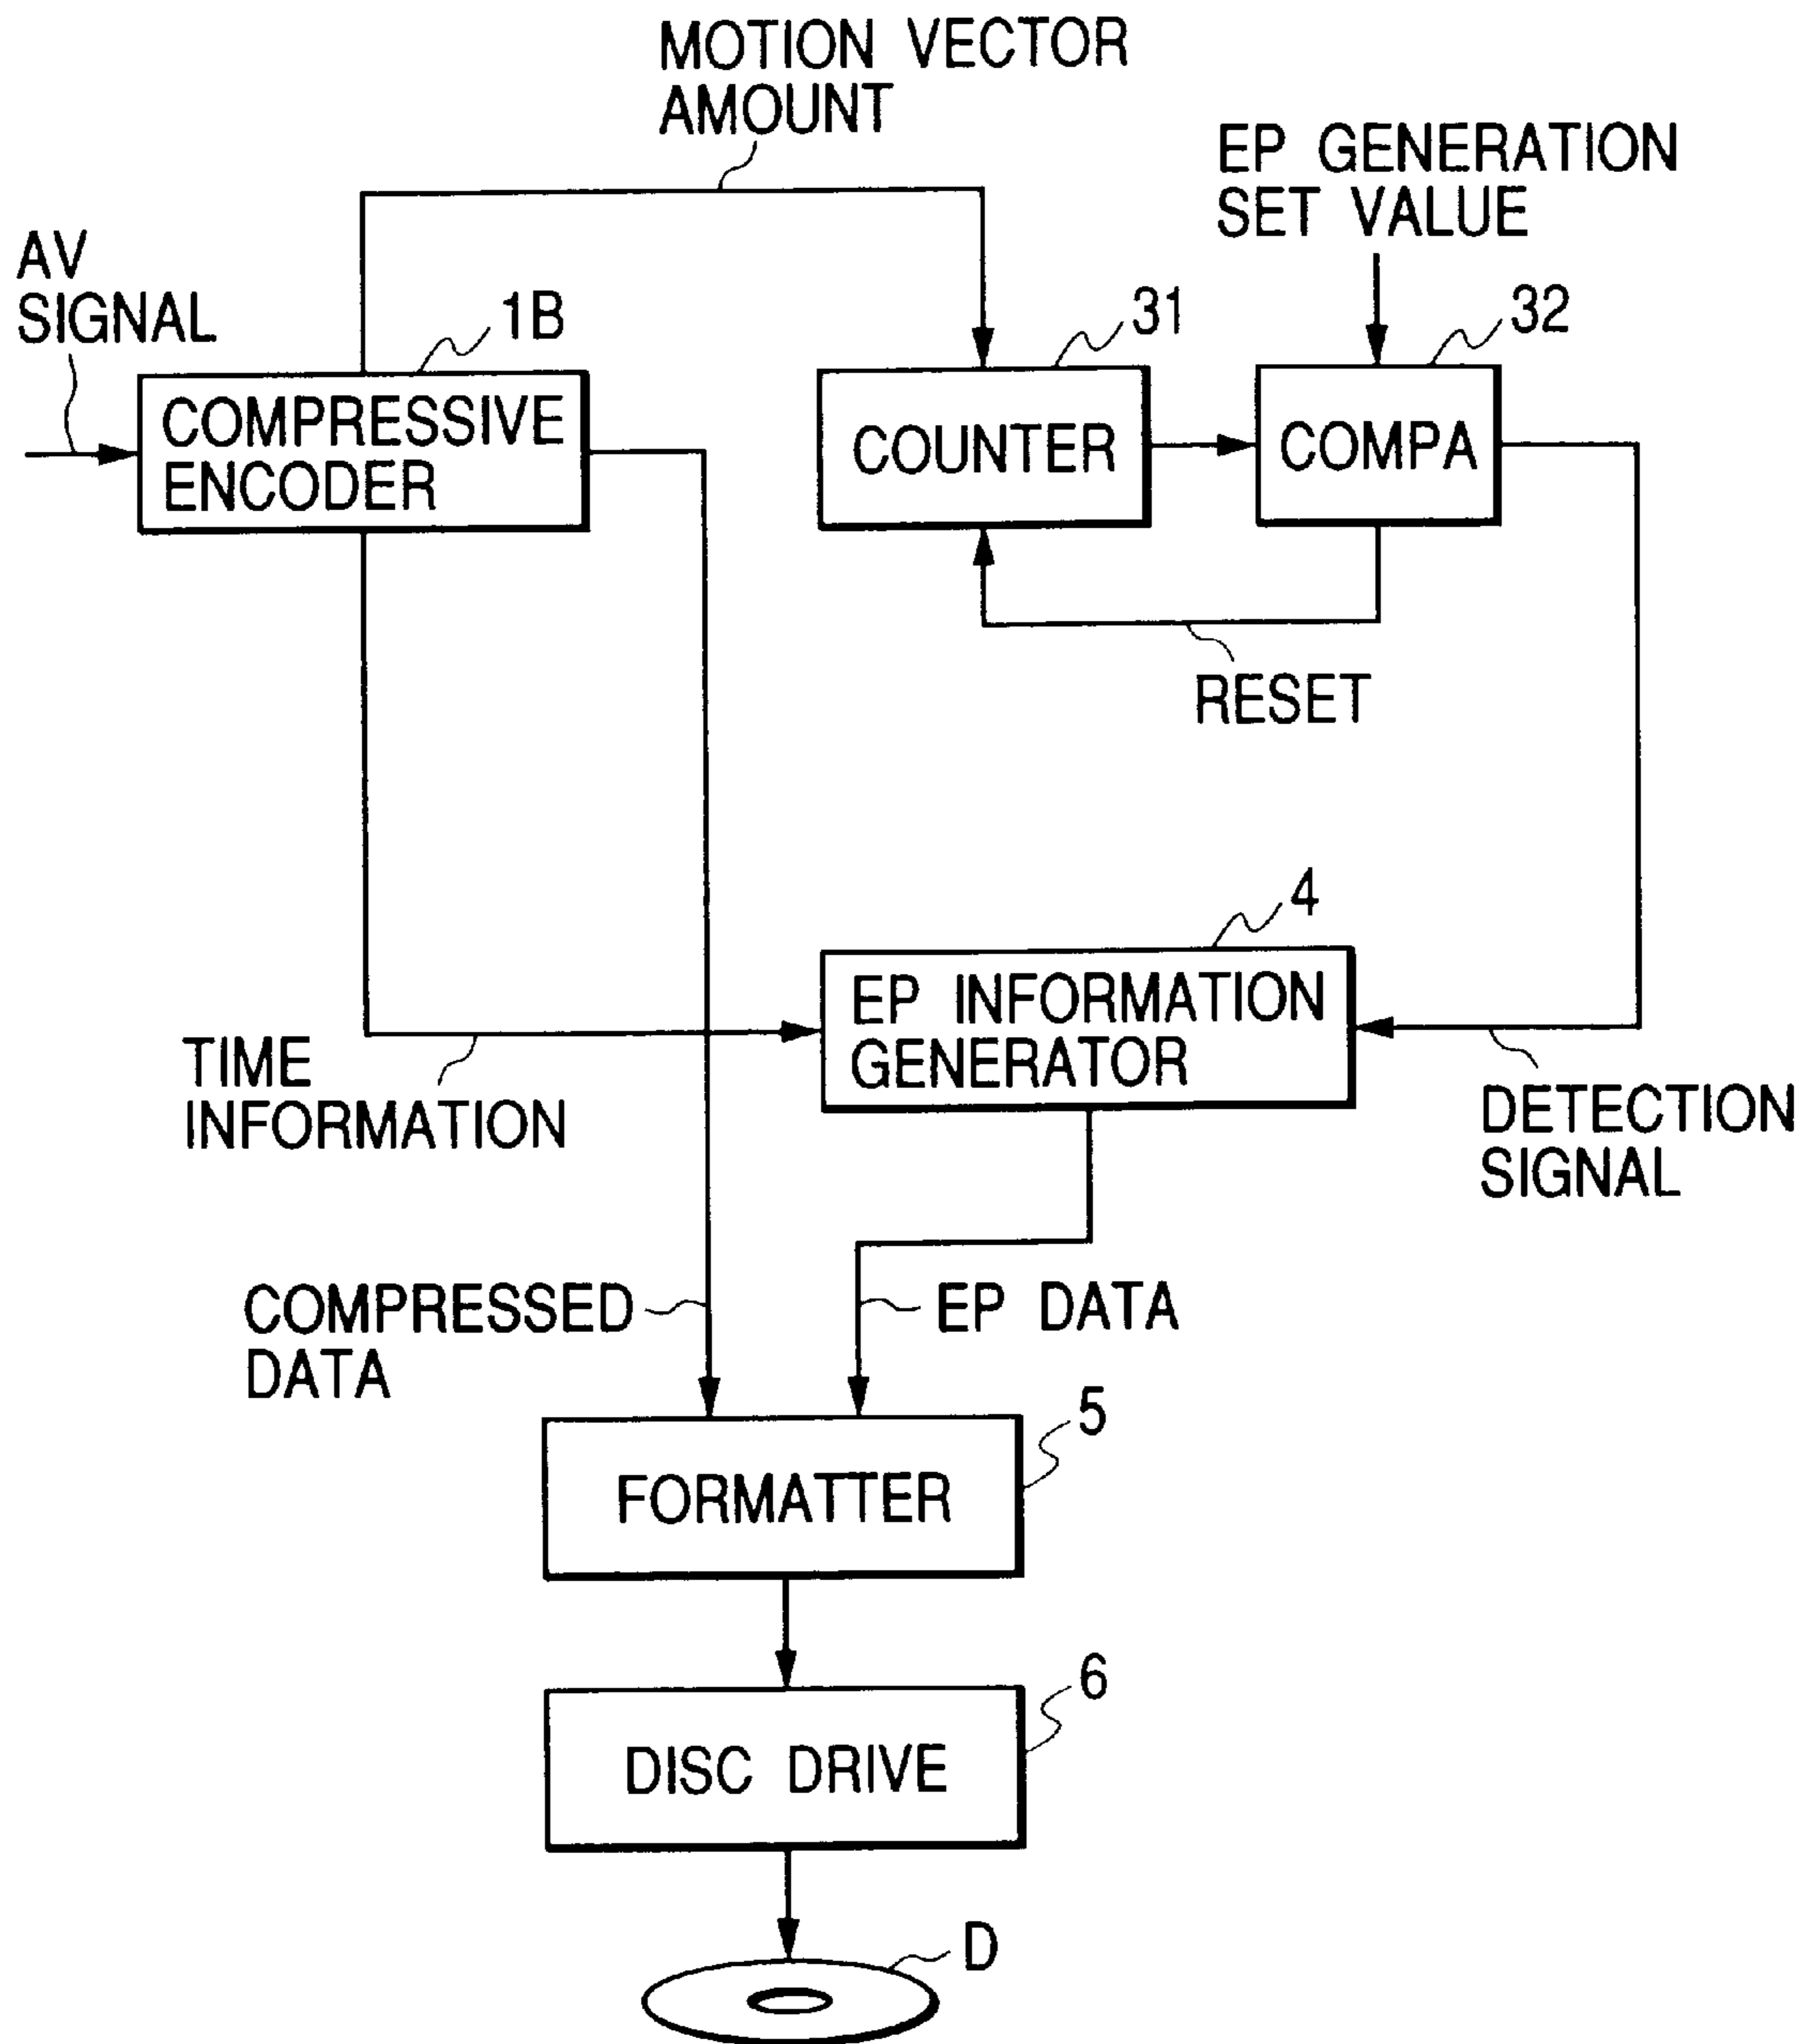 MOTION VECTOR
AMOUNT
EP GENERATION
SET VALUE
AV
SIGNAL
1B
31
32
COMPRESSIVE
ENCODER
COUNTER
COMPA
RESET
4
EP INFORMATION
GENERATOR
TIME
INFORMATION
DETECTION
SIGNAL
COMPRESSED
DATA
EP DATA
5
FORMATTER
6
DISC DRIVE
D